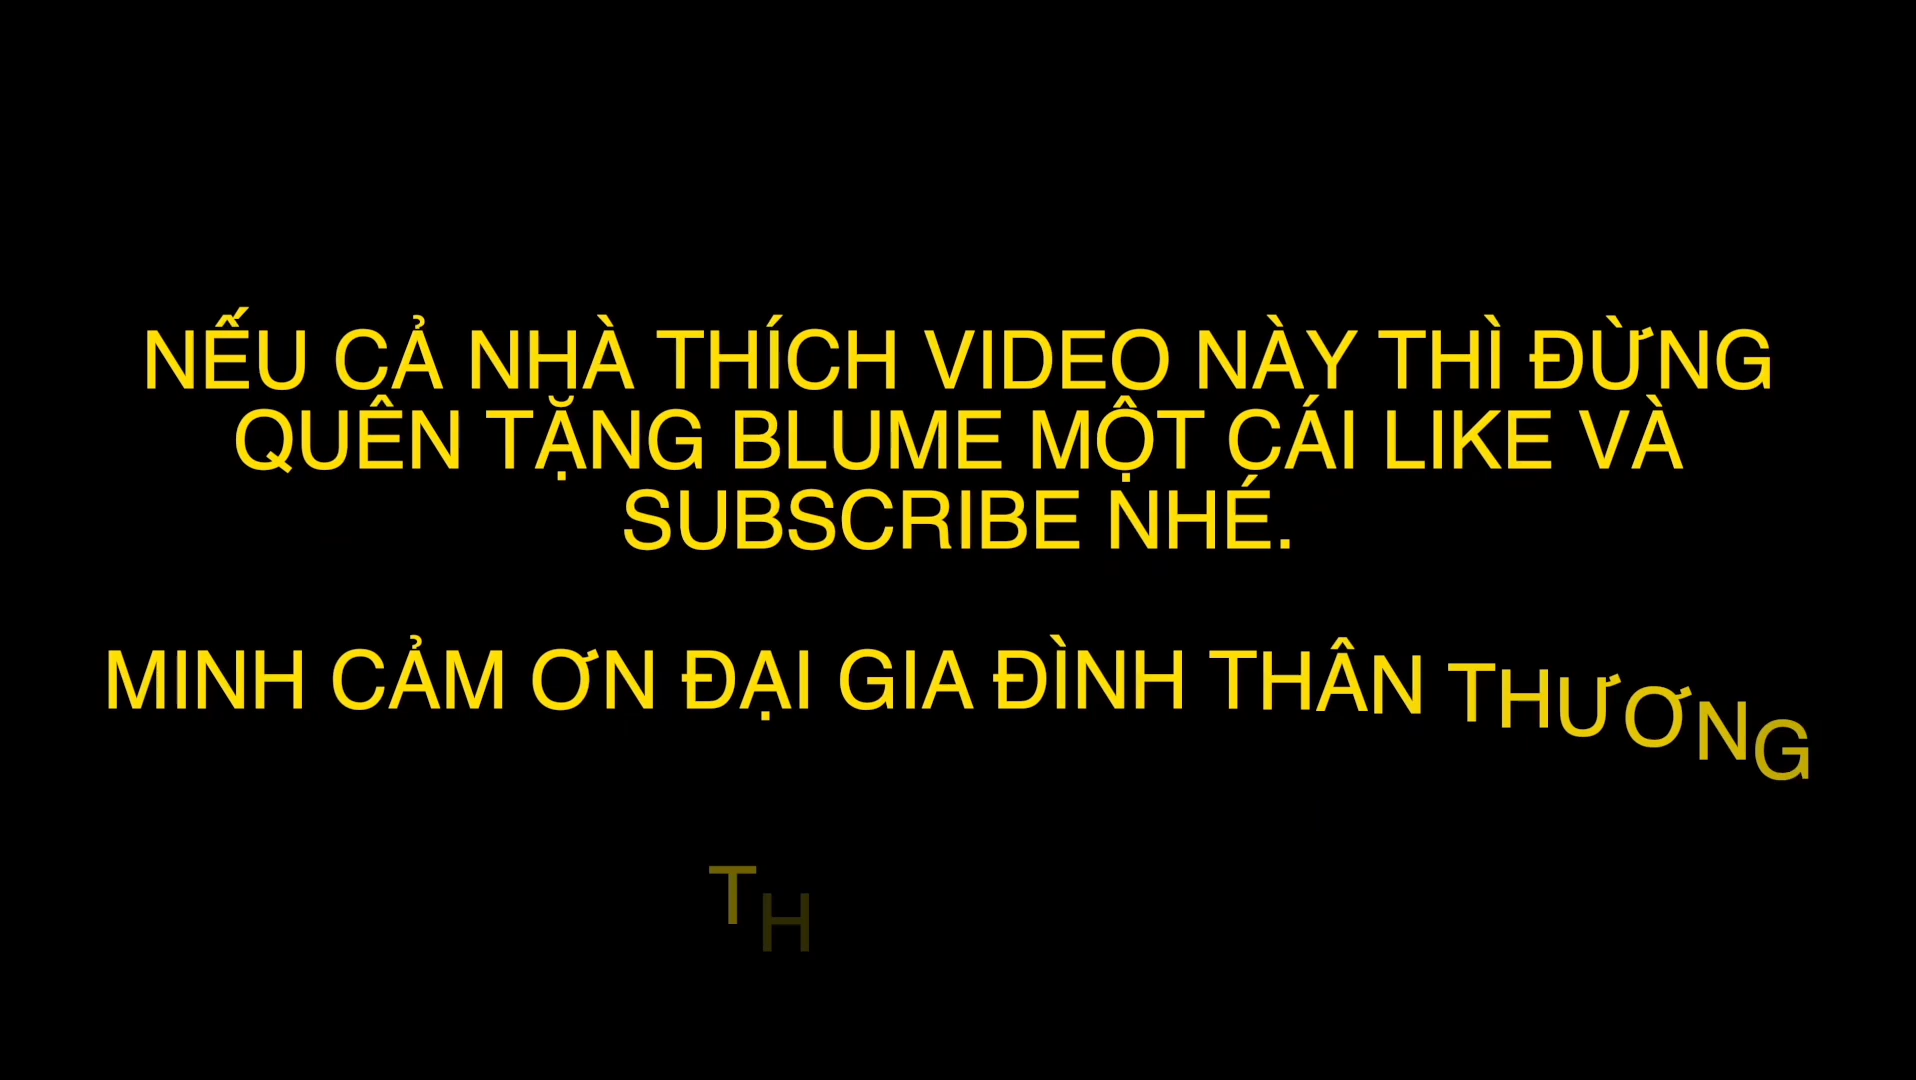 NẾU CẢ NHÀ THÍCH VIDEO NÀY THÌ ĐỪNG
QUÊN TẶNG BLUME MỘT CÁI LIKE VÀ
SUBSCRIBE NHÉ.
MINH CẢM ƠN ĐẠI GIA ĐÌNH THÂN THƯƠNG
TH